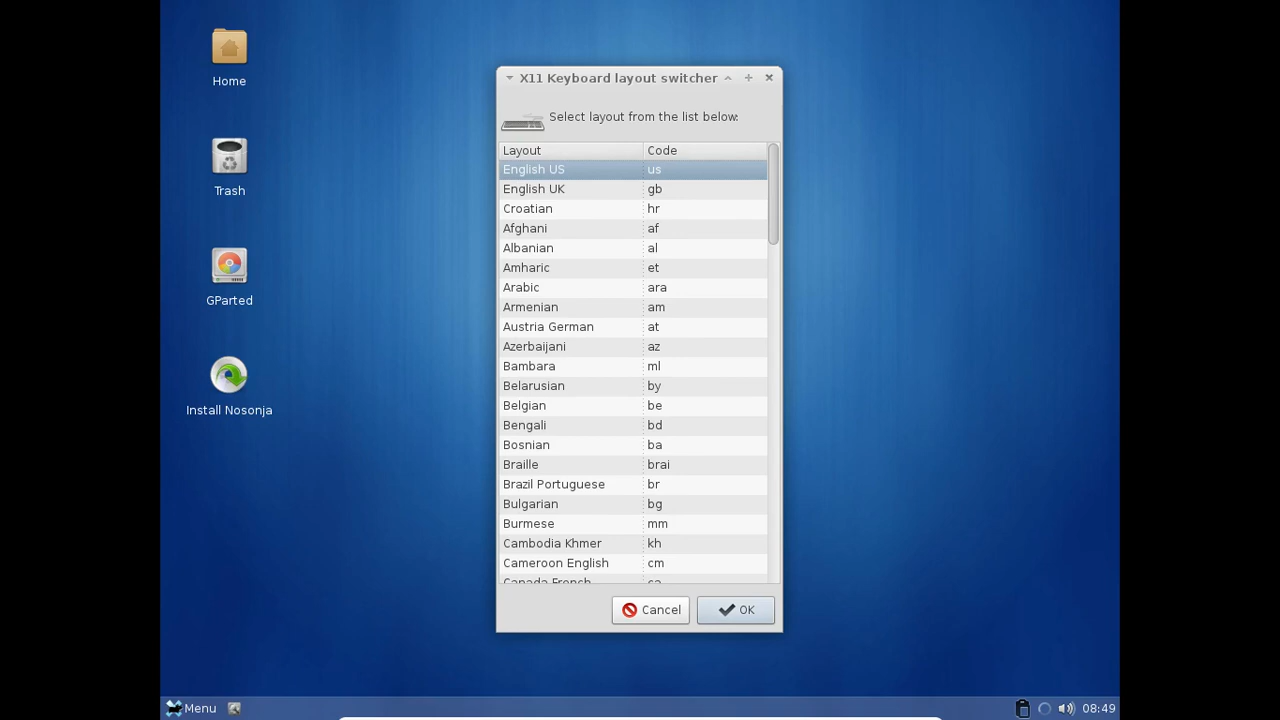 Home
Trash
GParted
Install Nosonja
X11 Keyboard layout switcher
Select layout from the list below:
Layout Code
English US us
English UK gb
Croatian hr
Afghani af
Albanian al
Amharic et
Arabic ara
Armenian am
Austria German at
Azerbaijani az
Bambara ml
Belarusian by
Belgian be
Bengali bd
Bosnian ba
Braille brai
Brazil Portuguese br
Bulgarian bg
Burmese mm
Cambodia Khmer kh
Cameroon English cm
Canada French ca
Cancel OK
Menu 08:49